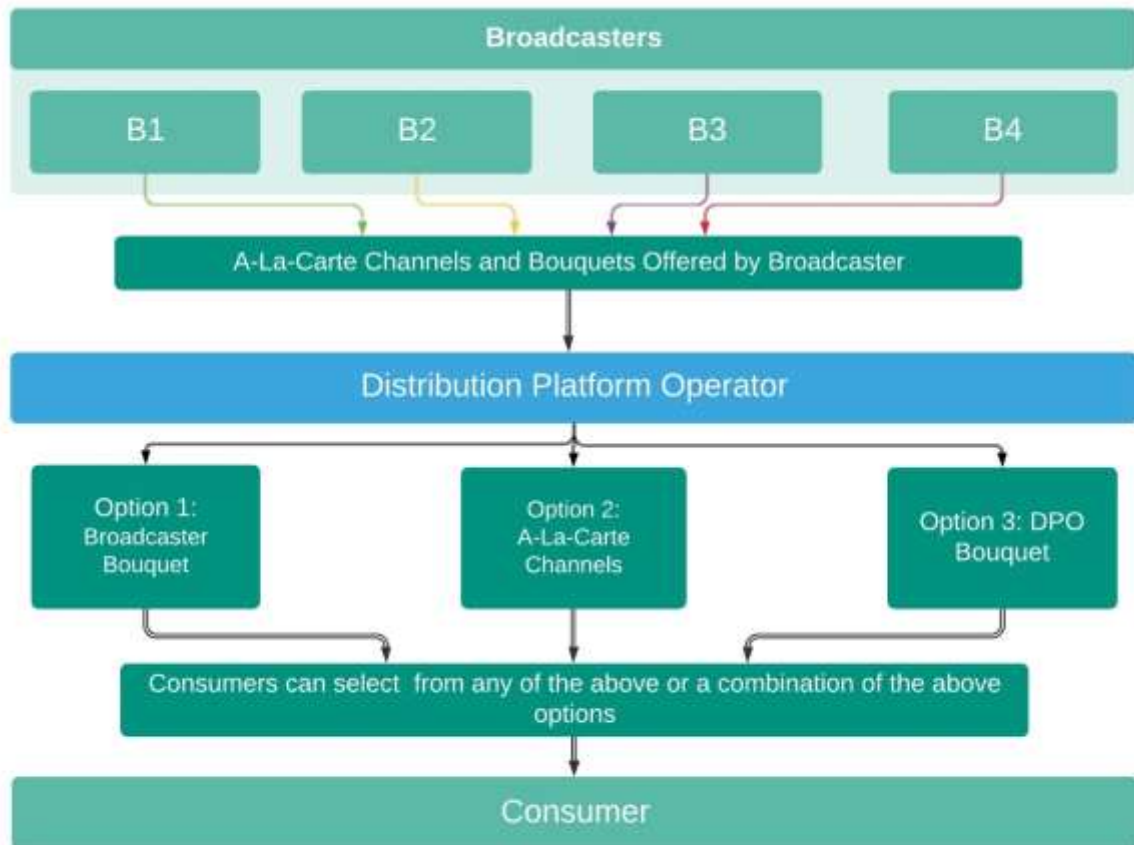 Broadcasters
B1
B2
B3
B4
A-La-Carte Channels and Bouquets Offered by Broadcaster
Distribution Platform Operator
Option 1:
Broadcaster
Bouquet
Option 2:
A-La-Carte
Channels
Option 3: DPO
Bouquet
Consumers can select from any of the above or a combination of the above
options
Consumer